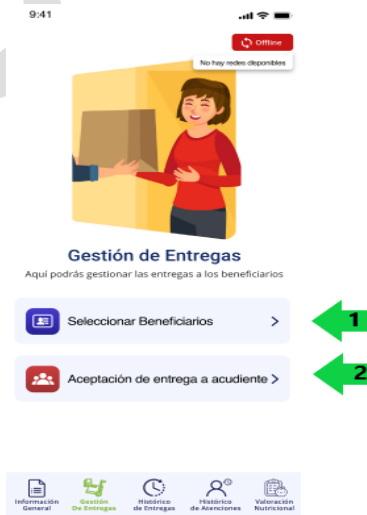 9:41
Offline
No hay redes disponibles
Gestión de Entregas
Aquí podrás gestionar las entregas a los beneficiarios
Seleccionar Beneficiarios
1
Aceptación de entrega a acudiente
2
Información General
Gestión De Entregas
Histórico de Entregas
Histórico de Atenciones
Valoración Nutricional